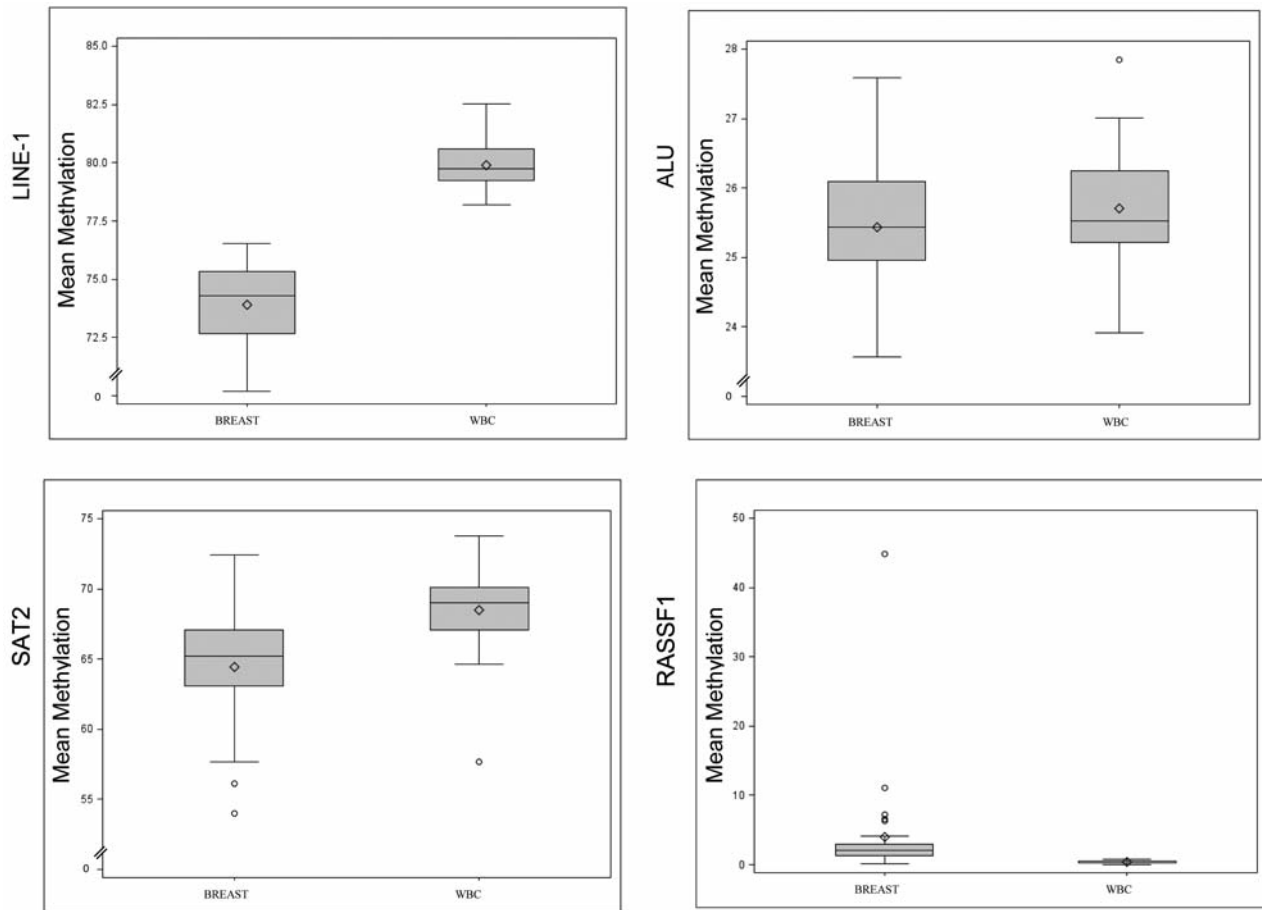 LINE-1
Mean Methylation
85.0
82.5
80.0
77.5
75.0
72.5
0
BREAST
WBC
ALU
Mean Methylation
28
27
26
25
24
0
BREAST
WBC
SAT2
Mean Methylation
75
70
65
60
55
0
BREAST
WBC
RASSF1
Mean Methylation
50
40
30
20
10
0
BREAST
WBC